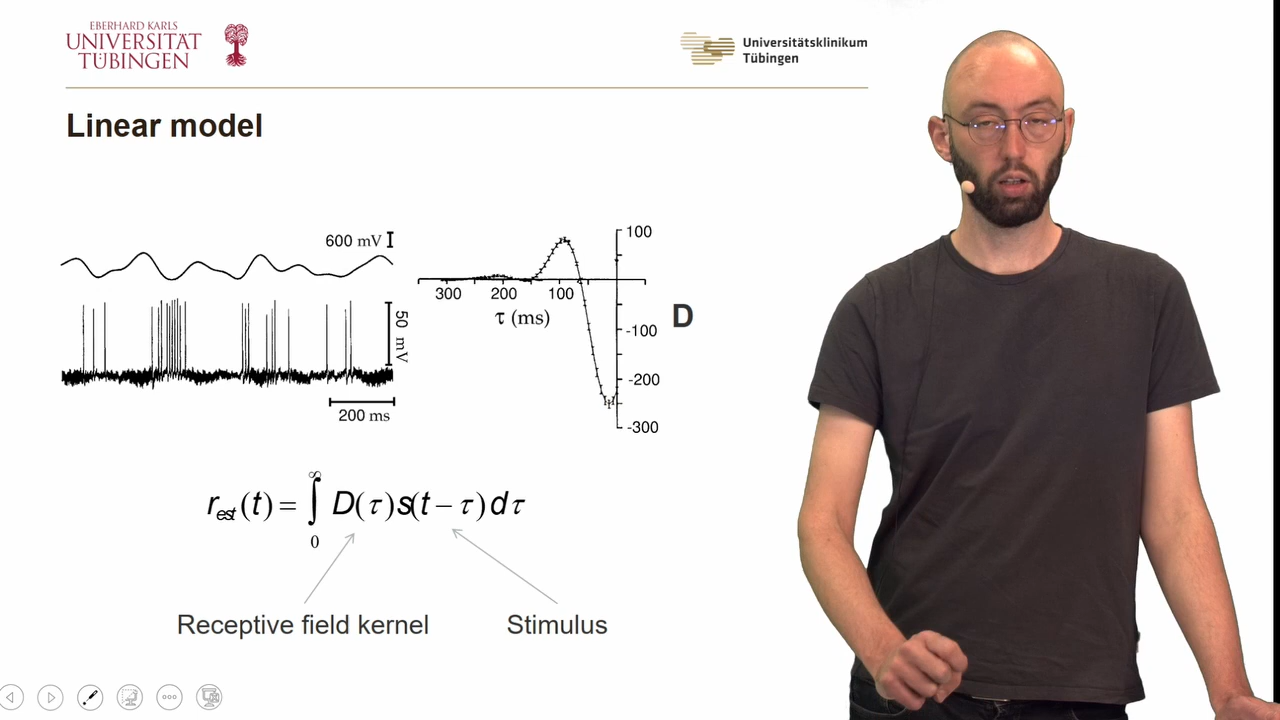 EBERHARD KARLS
UNIVERSITÄT
TÜBINGEN
Universitätsklinikum
Tübingen
Linear model
600 mV
50 mV
200 ms
100
300 200 100
τ (ms)
-100
D
-200
-300
r_est(t) = ∫₀^∞ D(τ)s(t − τ)dτ
Receptive field kernel
Stimulus